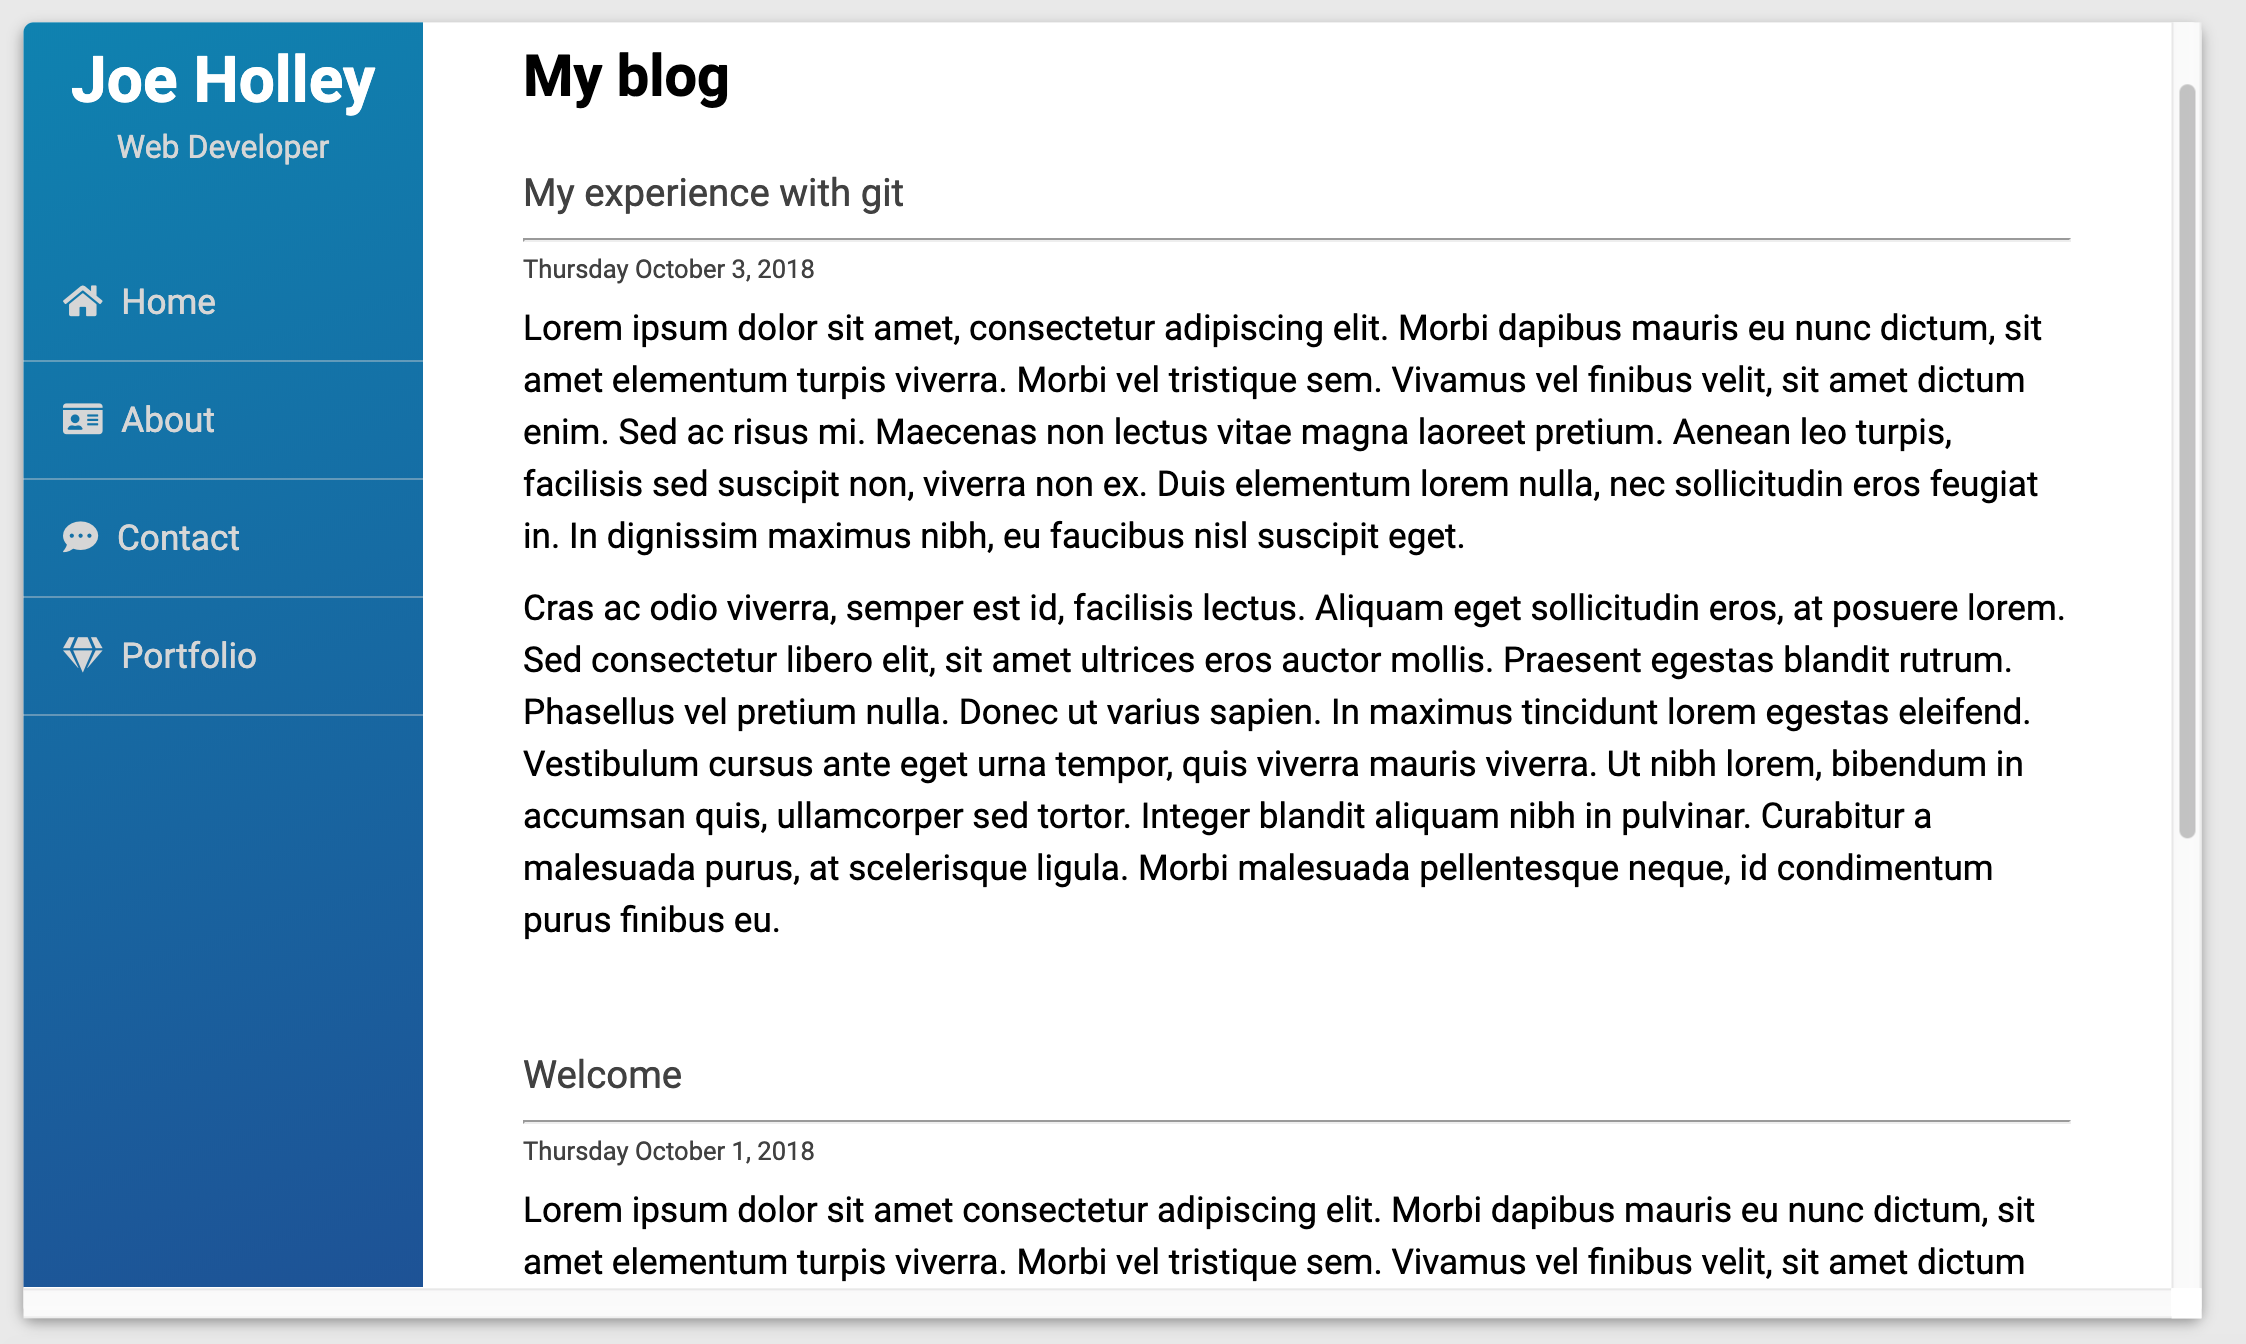 Joe Holley
Web Developer
Home
About
Contact
Portfolio
My blog
My experience with git
Thursday October 3, 2018
Lorem ipsum dolor sit amet, consectetur adipiscing elit. Morbi dapibus mauris eu nunc dictum, sit
amet elementum turpis viverra. Morbi vel tristique sem. Vivamus vel finibus velit, sit amet dictum
enim. Sed ac risus mi. Maecenas non lectus vitae magna laoreet pretium. Aenean leo turpis,
facilisis sed suscipit non, viverra non ex. Duis elementum lorem nulla, nec sollicitudin eros feugiat
in. In dignissim maximus nibh, eu faucibus nisl suscipit eget.
Cras ac odio viverra, semper est id, facilisis lectus. Aliquam eget sollicitudin eros, at posuere lorem.
Sed consectetur libero elit, sit amet ultrices eros auctor mollis. Praesent egestas blandit rutrum.
Phasellus vel pretium nulla. Donec ut varius sapien. In maximus tincidunt lorem egestas eleifend.
Vestibulum cursus ante eget urna tempor, quis viverra mauris viverra. Ut nibh lorem, bibendum in
accumsan quis, ullamcorper sed tortor. Integer blandit aliquam nibh in pulvinar. Curabitur a
malesuada purus, at scelerisque ligula. Morbi malesuada pellentesque neque, id condimentum
purus finibus eu.
Welcome
Thursday October 1, 2018
Lorem ipsum dolor sit amet consectetur adipiscing elit. Morbi dapibus mauris eu nunc dictum, sit
amet elementum turpis viverra. Morbi vel tristique sem. Vivamus vel finibus velit, sit amet dictum